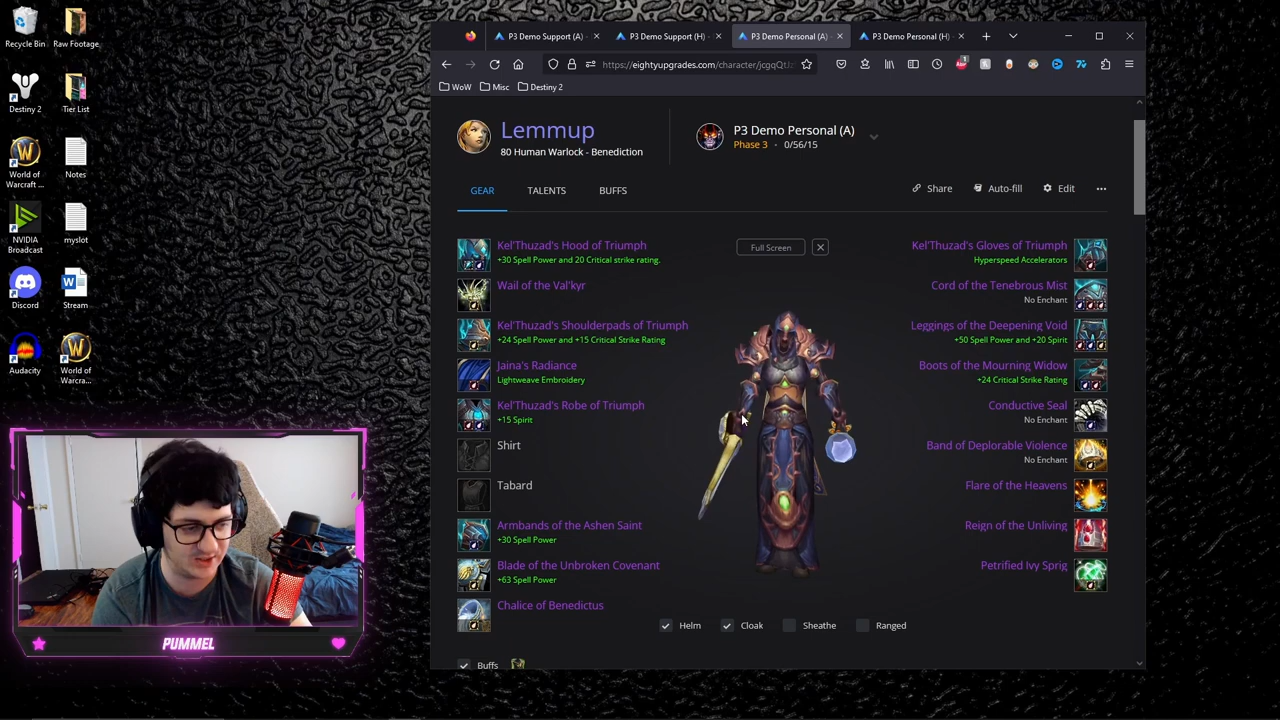 Recycle Bin
Raw Footage
Destiny 2
Tier List
World of
Warcraft ...
Notes
NVIDIA
Broadcast
myslot
Discord
Stream
Audacity
World of
Warcra...
PUMMEL
P3 Demo Support (A) -
P3 Demo Support (H) -
P3 Demo Personal (A) -
P3 Demo Personal (H) -
https://eightyupgrades.com/character/jcgqQt
WoW
Misc
Destiny 2
Lemmup
80 Human Warlock - Benediction
P3 Demo Personal (A)
Phase 3 • 0/56/15
GEAR
TALENTS
BUFFS
Share
Auto-fill
Edit
Full Screen
Kel'Thuzad's Hood of Triumph
+30 Spell Power and 20 Critical strike rating.
Wail of the Val'kyr
Kel'Thuzad's Shoulderpads of Triumph
+24 Spell Power and +15 Critical Strike Rating
Jaina's Radiance
Lightweave Embroidery
Kel'Thuzad's Robe of Triumph
+15 Spirit
Shirt
Tabard
Armbands of the Ashen Saint
+30 Spell Power
Blade of the Unbroken Covenant
+63 Spell Power
Chalice of Benedictus
Kel'Thuzad's Gloves of Triumph
Hyperspeed Accelerators
Cord of the Tenebrous Mist
No Enchant
Leggings of the Deepening Void
+50 Spell Power and +20 Spirit
Boots of the Mourning Widow
+24 Critical Strike Rating
Conductive Seal
No Enchant
Band of Deplorable Violence
No Enchant
Flare of the Heavens
Reign of the Unliving
Petrified Ivy Sprig
Helm
Cloak
Sheathe
Ranged
Buffs